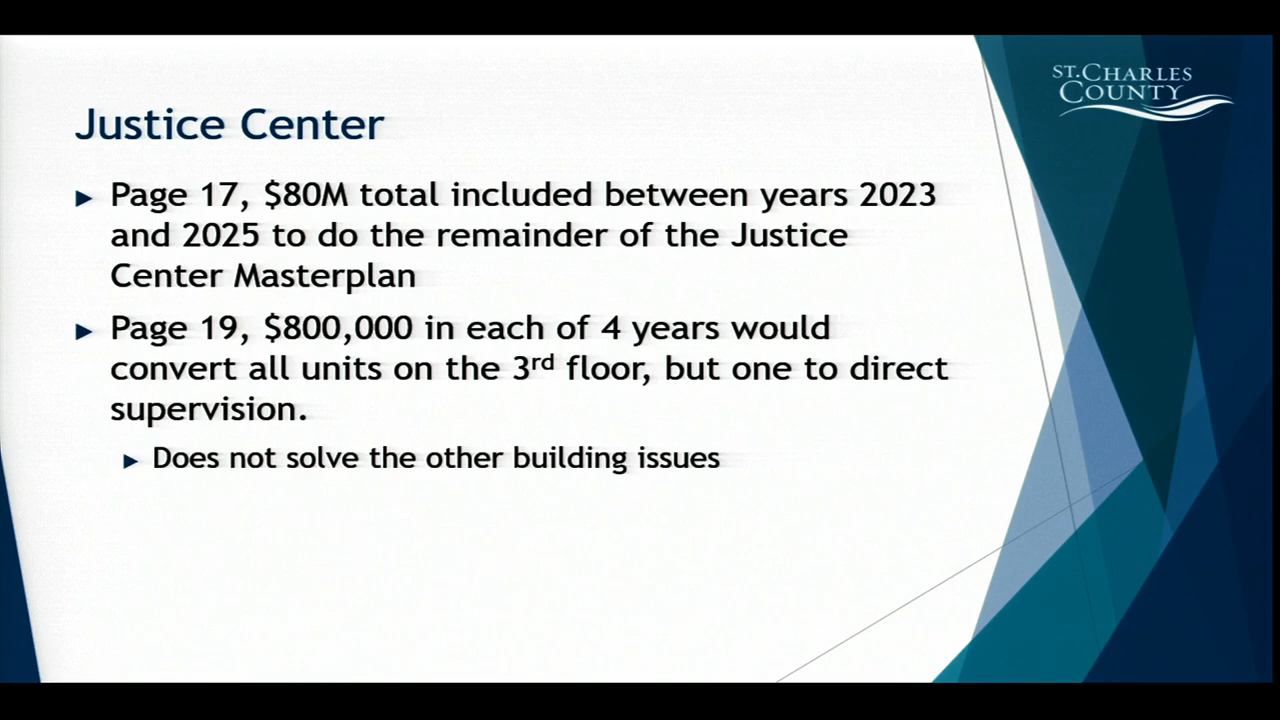 ST. CHARLES
COUNTY
Justice Center
Page 17, $80M total included between years 2023
and 2025 to do the remainder of the Justice
Center Masterplan
Page 19, $800,000 in each of 4 years would
convert all units on the 3rd floor, but one to direct
supervision.
Does not solve the other building issues